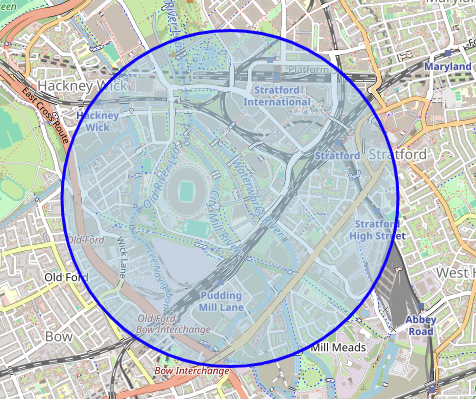 Maryland
Platform
Hackney Wick
Stratford
International
East Cross Route
Hackney
Wick
River Lea
Stratford
Stratford
Old River Lea
City Mill River
Waterworks River
Stratford
High Street
Old Ford
Wick Lane
Old Ford
West H
Pudding
Mill Lane
Old Ford
Bow Interchange
Abbey
Road
Bow
Mill Meads
Bow Interchange